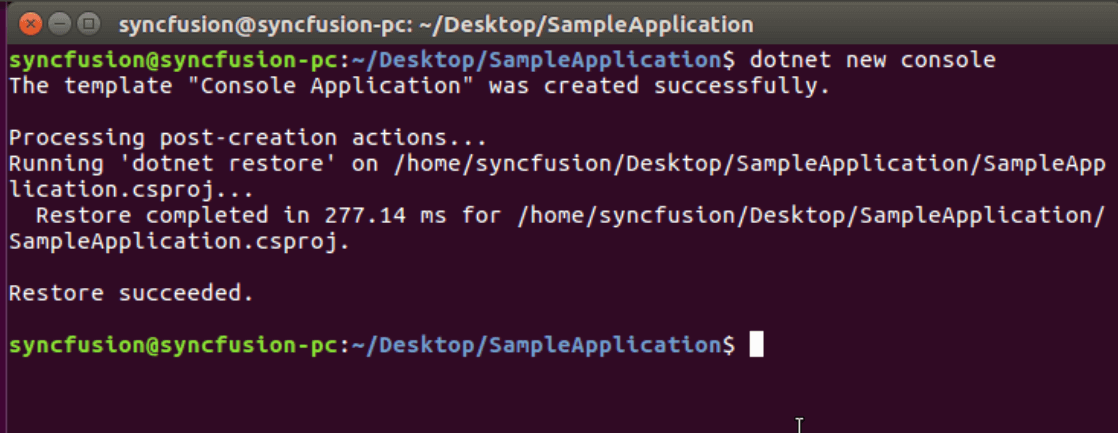 syncfusion@syncfusion-pc: ~/Desktop/SampleApplication
syncfusion@syncfusion-pc:~/Desktop/SampleApplication$ dotnet new console
The template "Console Application" was created successfully.
Processing post-creation actions...
Running 'dotnet restore' on /home/syncfusion/Desktop/SampleApplication/SampleApp
lication.csproj...
  Restore completed in 277.14 ms for /home/syncfusion/Desktop/SampleApplication/
SampleApplication.csproj.
Restore succeeded.
syncfusion@syncfusion-pc:~/Desktop/SampleApplication$